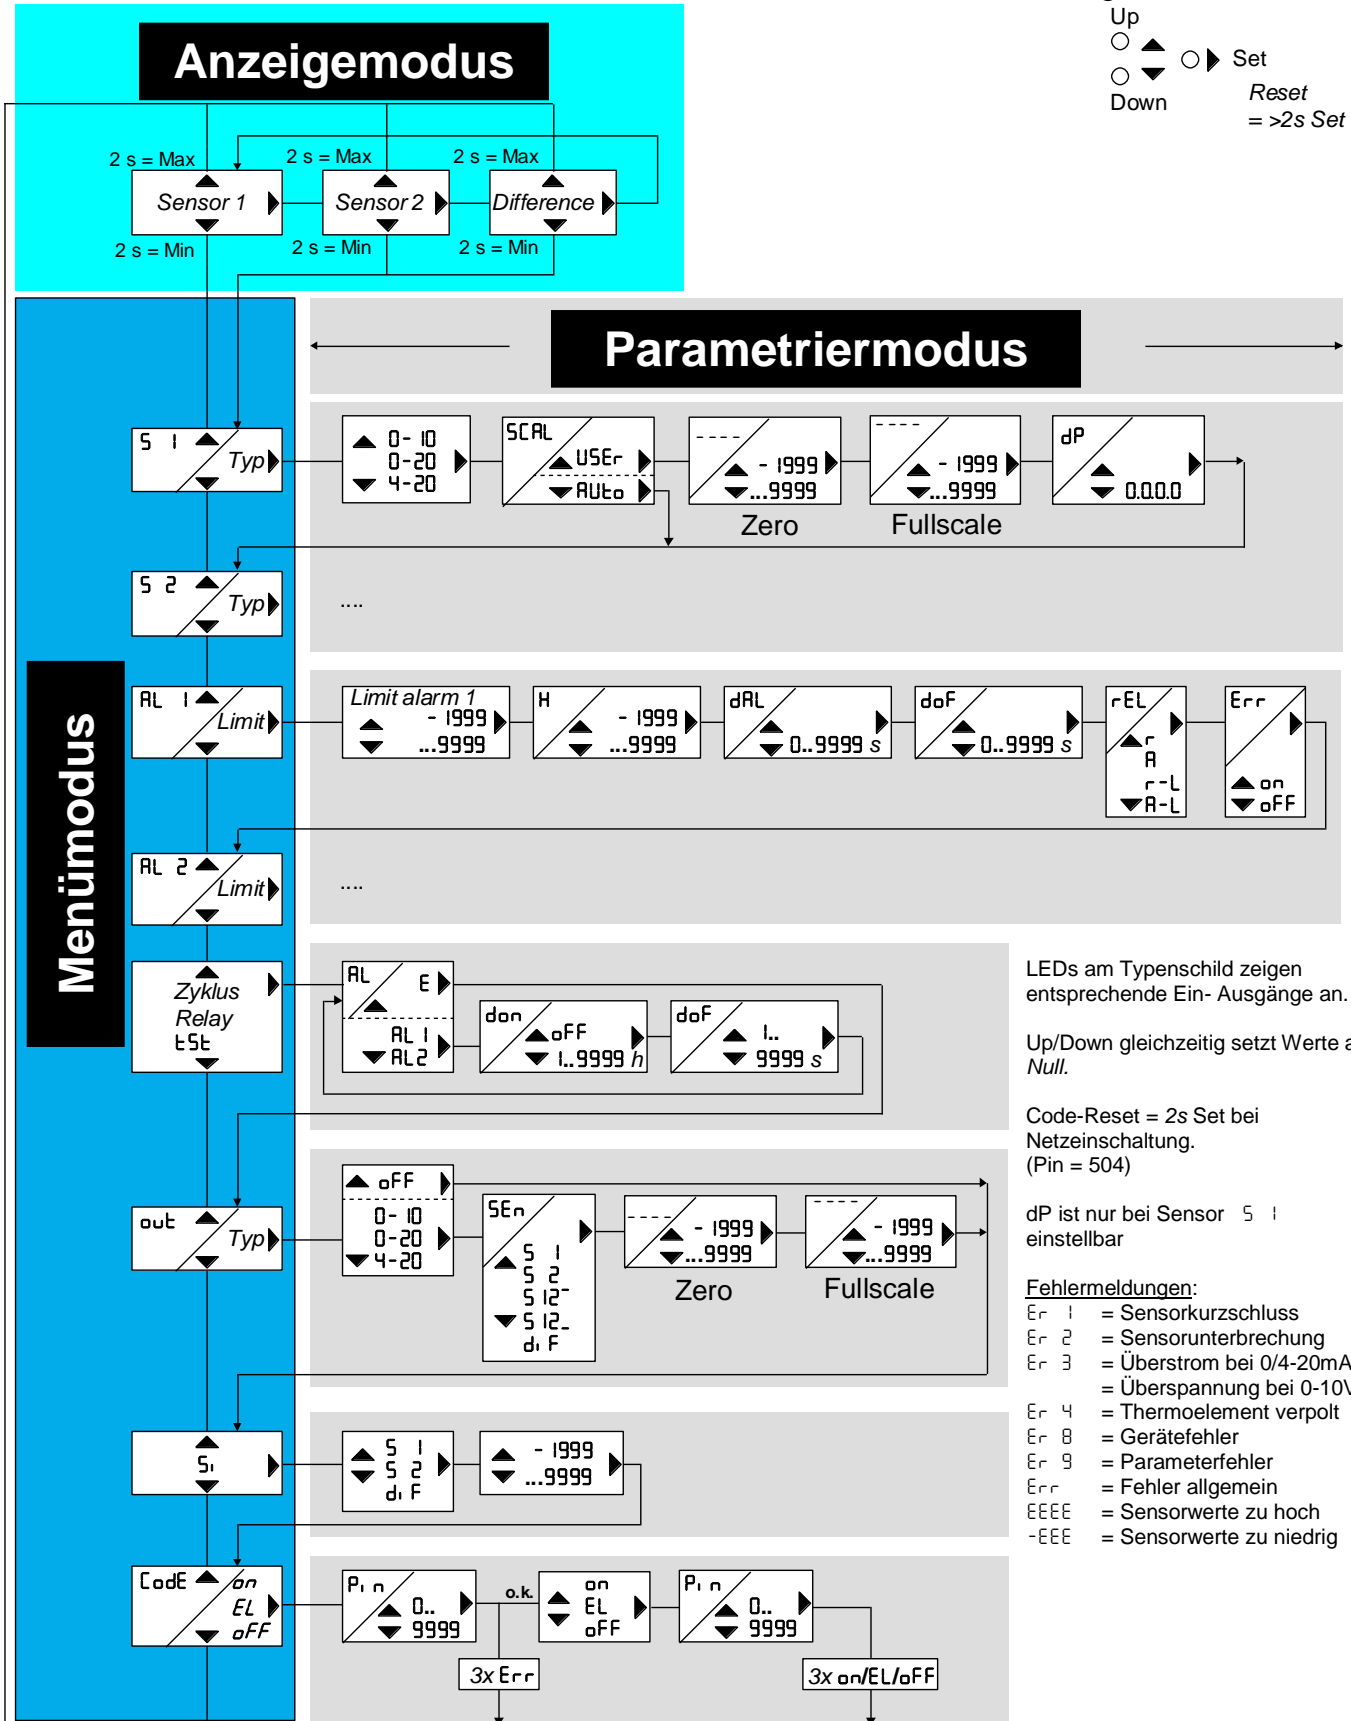 Up
Set
Down
Reset
= >2s Set
Anzeigemodus
2 s = Max 2 s = Max 2 s = Max
Sensor 1 Sensor 2 Difference
2 s = Min 2 s = Min 2 s = Min
Parametriermodus
Menümodus
S 1 Typ
0-10
0-20
4-20
SCAL
USEr
AUto
----
- 1999
...9999
Zero
----
- 1999
...9999
Fullscale
dP
0.0.0.0
S 2 Typ
....
AL 1 Limit
Limit alarm 1
- 1999
...9999
H
- 1999
...9999
dAL
0..9999 s
doF
0..9999 s
rEL
r
A
r-L
A-L
Err
on
oFF
AL 2 Limit
....
Zyklus
Relay
tSt
AL
E
AL1
AL2
don
oFF
1..9999 h
doF
1..
9999 s
out Typ
oFF
0-10
0-20
4-20
SEn
S 1
S 2
S12¯
S12_
diF
----
- 1999
...9999
Zero
----
- 1999
...9999
Fullscale
Si
S 1
S 2
diF
- 1999
...9999
CodE
on
EL
oFF
Pin
0..
9999
o.k.
on
EL
oFF
Pin
0..
9999
3x Err
3x on/EL/oFF
LEDs am Typenschild zeigen
entsprechende Ein- Ausgänge an.
Up/Down gleichzeitig setzt Werte
Null.
Code-Reset = 2s Set bei
Netzeinschaltung.
(Pin = 504)
dP ist nur bei Sensor S 1
einstellbar
Fehlermeldungen:
Er 1 = Sensorkurzschluss
Er 2 = Sensorunterbrechung
Er 3 = Überstrom bei 0/4-20mA
= Überspannung bei 0-10V
Er 4 = Thermoelement verpolt
Er 8 = Gerätefehler
Er 9 = Parameterfehler
Err = Fehler allgemein
EEEE = Sensorwerte zu hoch
-EEE = Sensorwerte zu niedrig